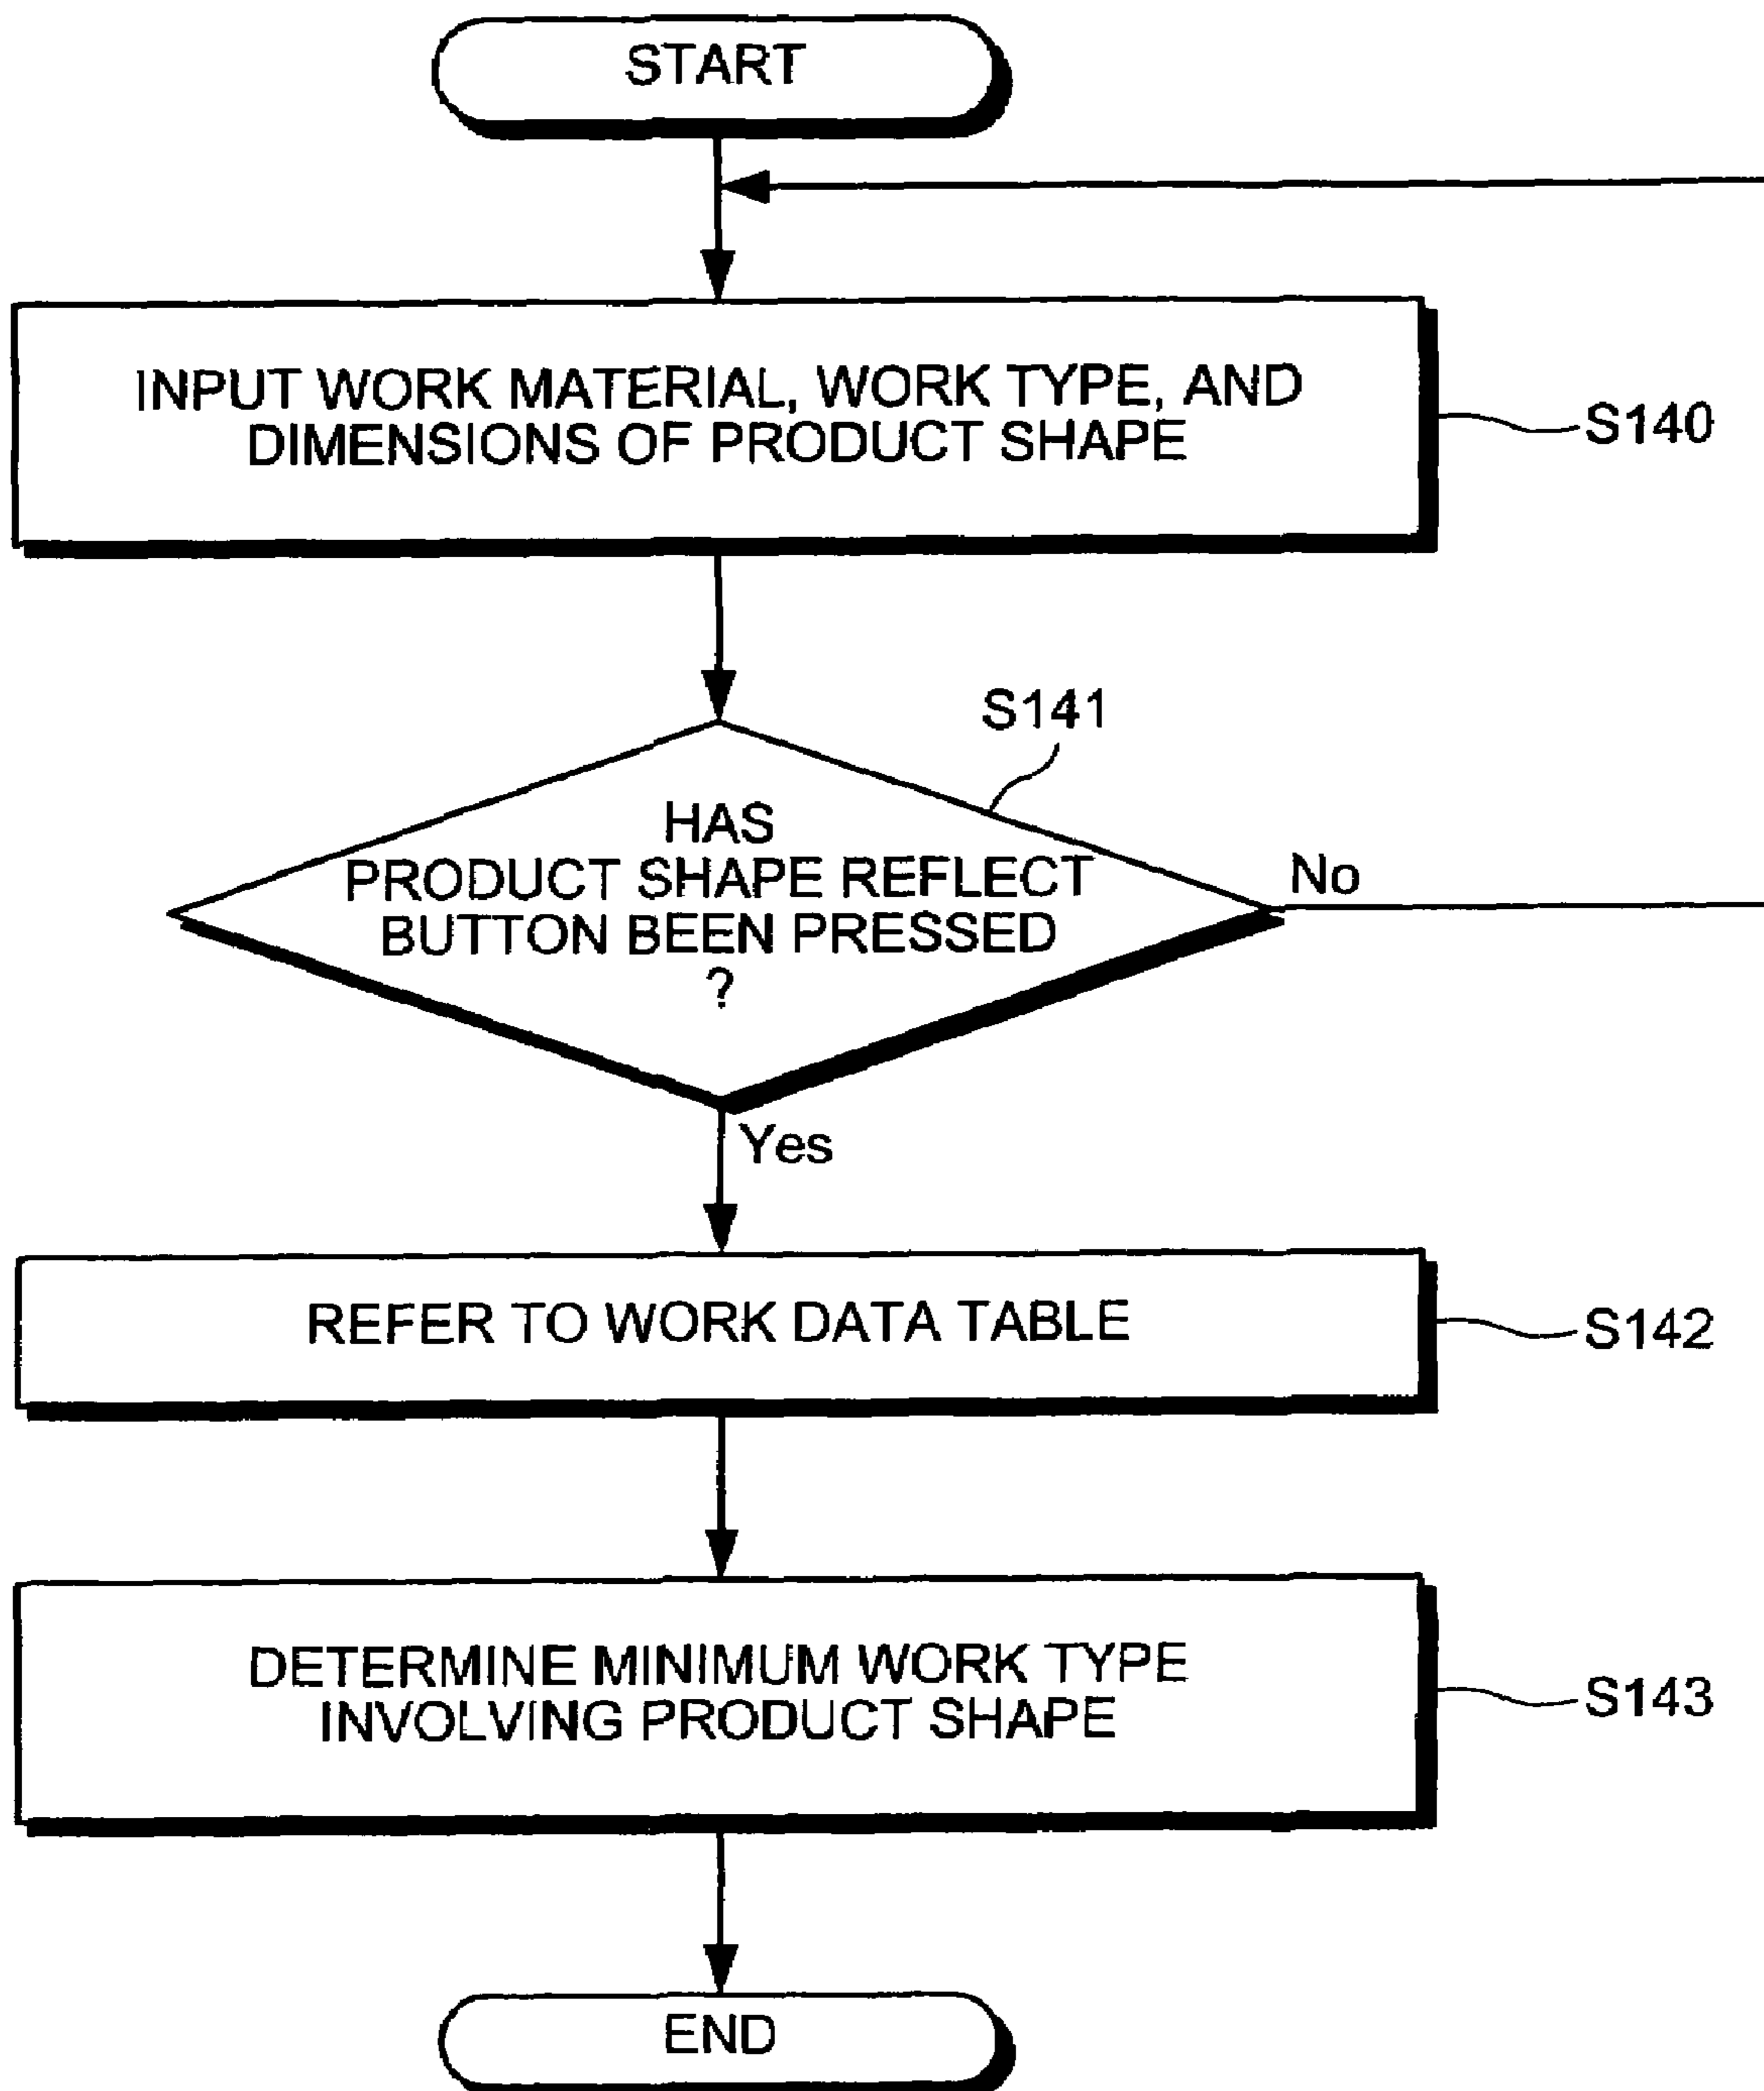 START
INPUT WORK MATERIAL, WORK TYPE, AND
DIMENSIONS OF PRODUCT SHAPE
S140
S141
HAS
PRODUCT SHAPE REFLECT
BUTTON BEEN PRESSED
?
No
Yes
REFER TO WORK DATA TABLE
S142
DETERMINE MINIMUM WORK TYPE
INVOLVING PRODUCT SHAPE
S143
END